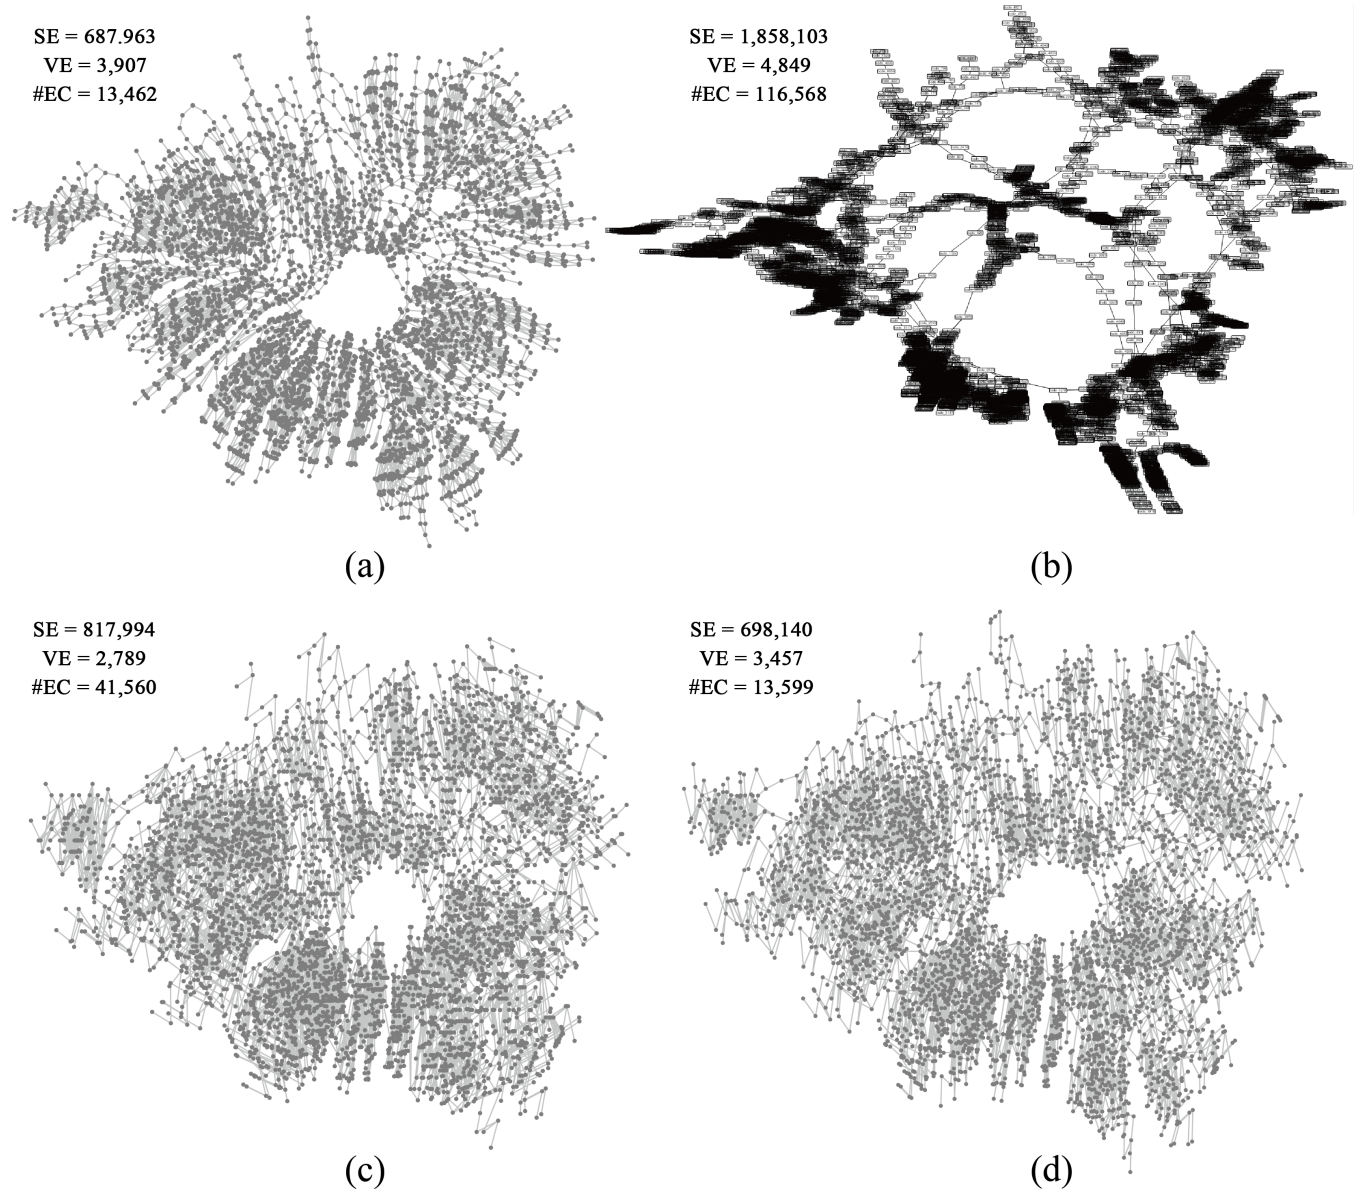 SE = 687.963
VE = 3,907
#EC = 13,462
SE = 1,858,103
VE = 4,849
#EC = 116,568
(a)
(b)
SE = 817,994
VE = 2,789
#EC = 41,560
SE = 698,140
VE = 3,457
#EC = 13,599
(c)
(d)